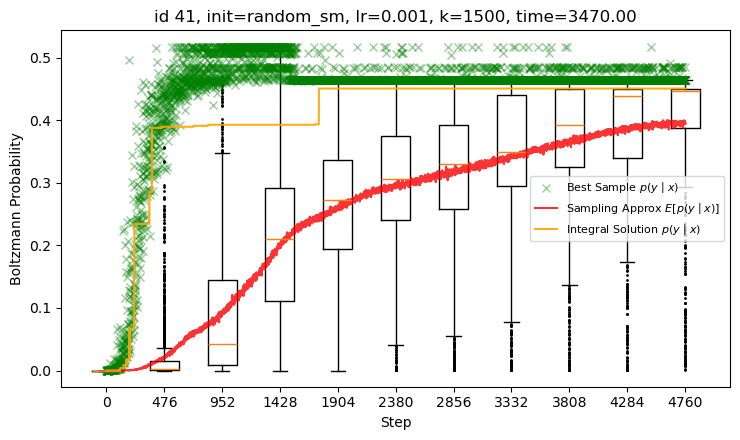 id 41, init=random_sm, lr=0.001, k=1500, time=3470.00
Boltzmann Probability
0.5
0.4
0.3
0.2
0.1
0.0
Best Sample p(y | x)
Sampling Approx E[p(y | x)]
Integral Solution p(y | x)
0 476 952 1428 1904 2380 2856 3332 3808 4284 4760
Step